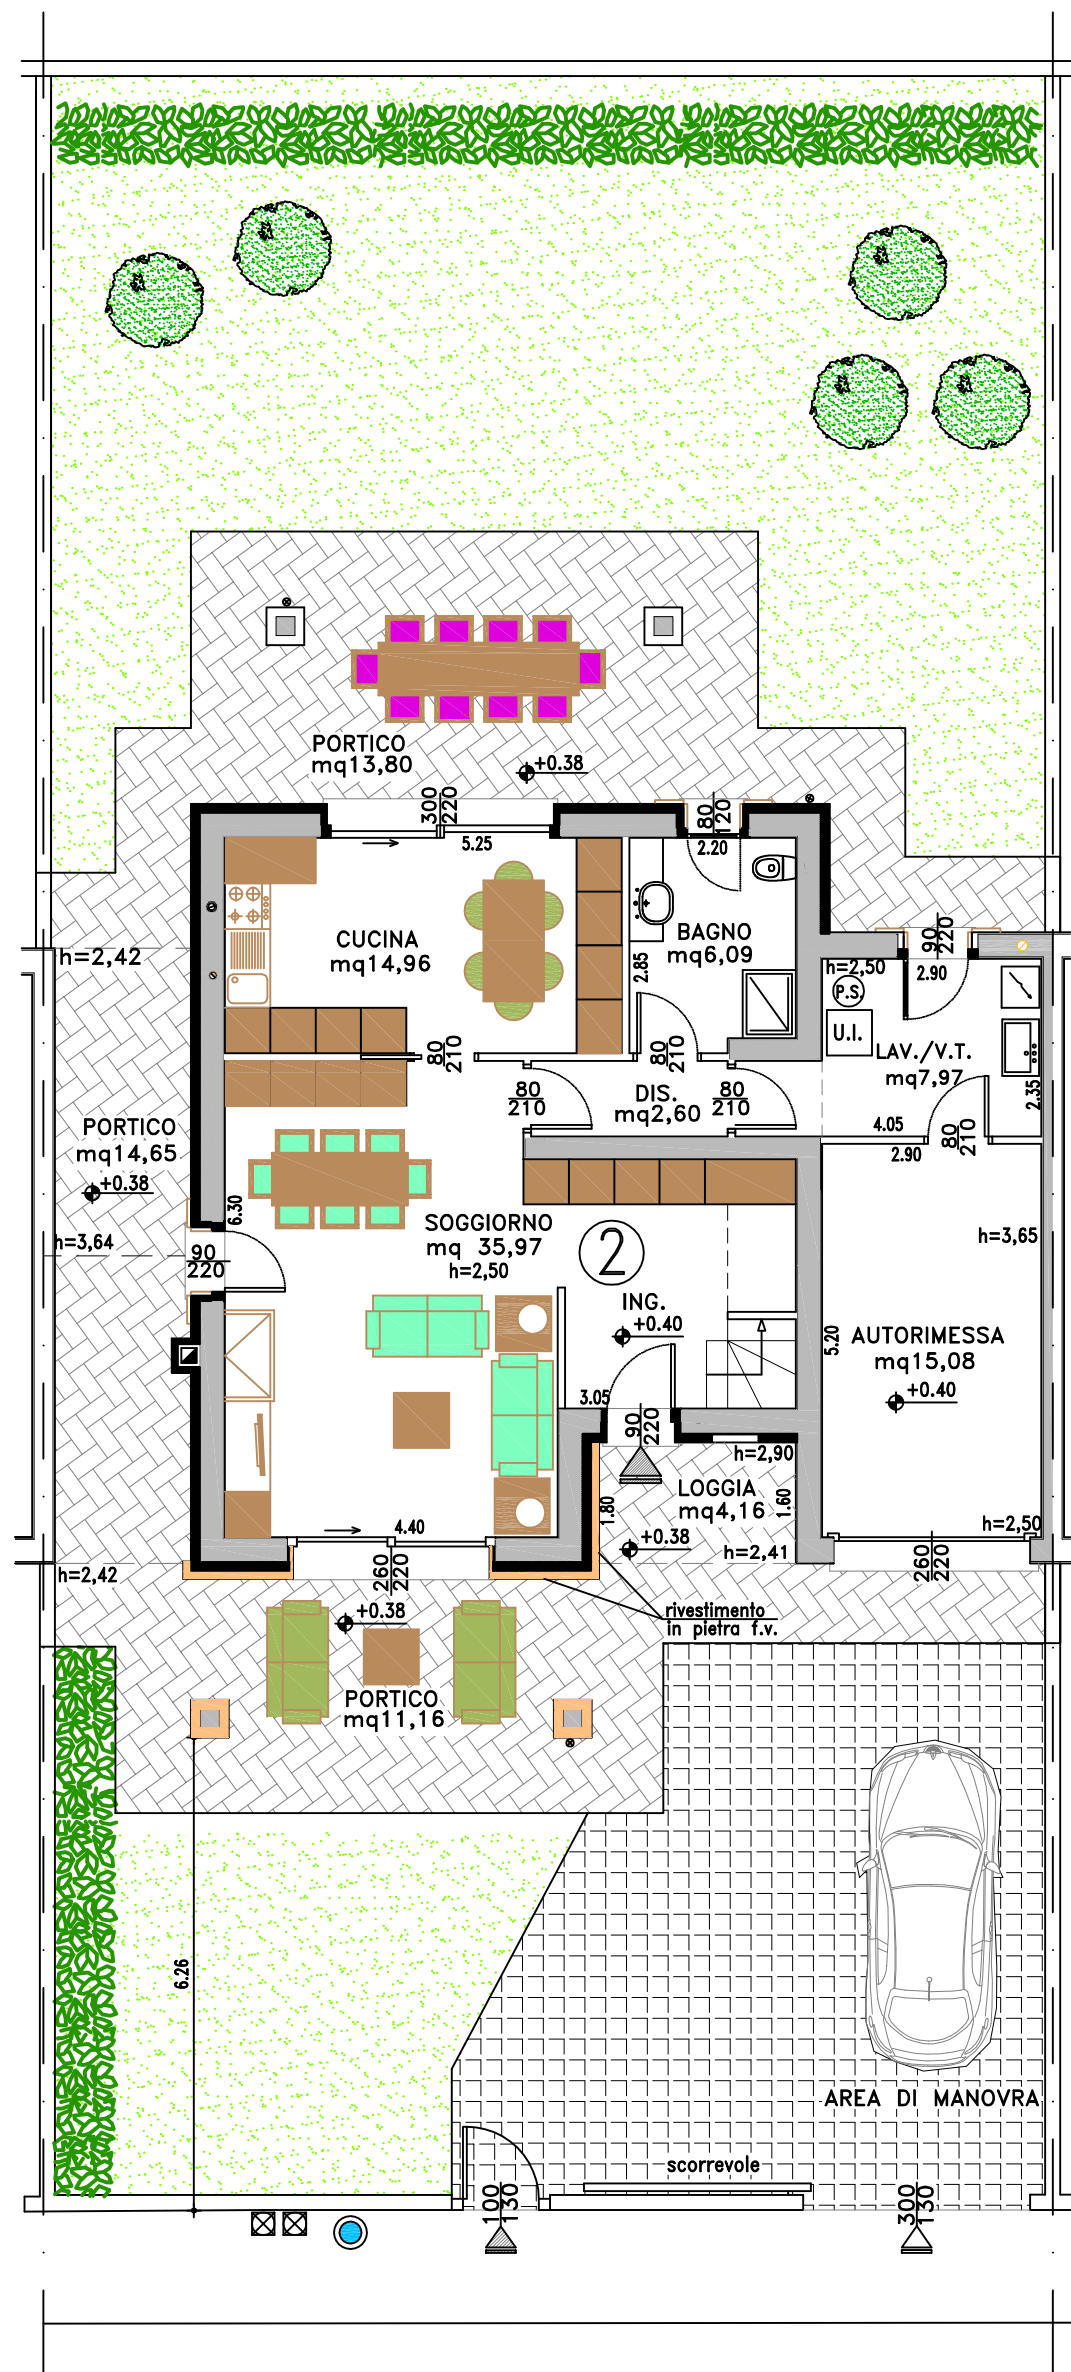 PORTICO
mq13,80
+0.38
300
220
5.25
80
120
2.20
CUCINA
mq14,96
BAGNO
mq6,09
2.85
90
220
h=2,42
h=2,50
2.90
P.S.
U.I.
LAV./V.T.
mq7,97
2.35
80
210
80
210
80
210
DIS.
mq2,60
80
210
4.05
2.90
80
210
PORTICO
mq14,65
+0.38
6.30
SOGGIORNO
mq 35,97
h=2,50
2
h=3,64
90
220
h=3,65
ING.
+0.40
5.20
AUTORIMESSA
mq15,08
+0.40
3.05
90
220
h=2,90
LOGGIA
mq4,16
1.80
1.60
+0.38
h=2,41
h=2,50
4.40
260
220
260
220
h=2,42
+0.38
rivestimento
in pietra f.v.
PORTICO
mq11,16
6.26
AREA DI MANOVRA
scorrevole
100
130
300
130